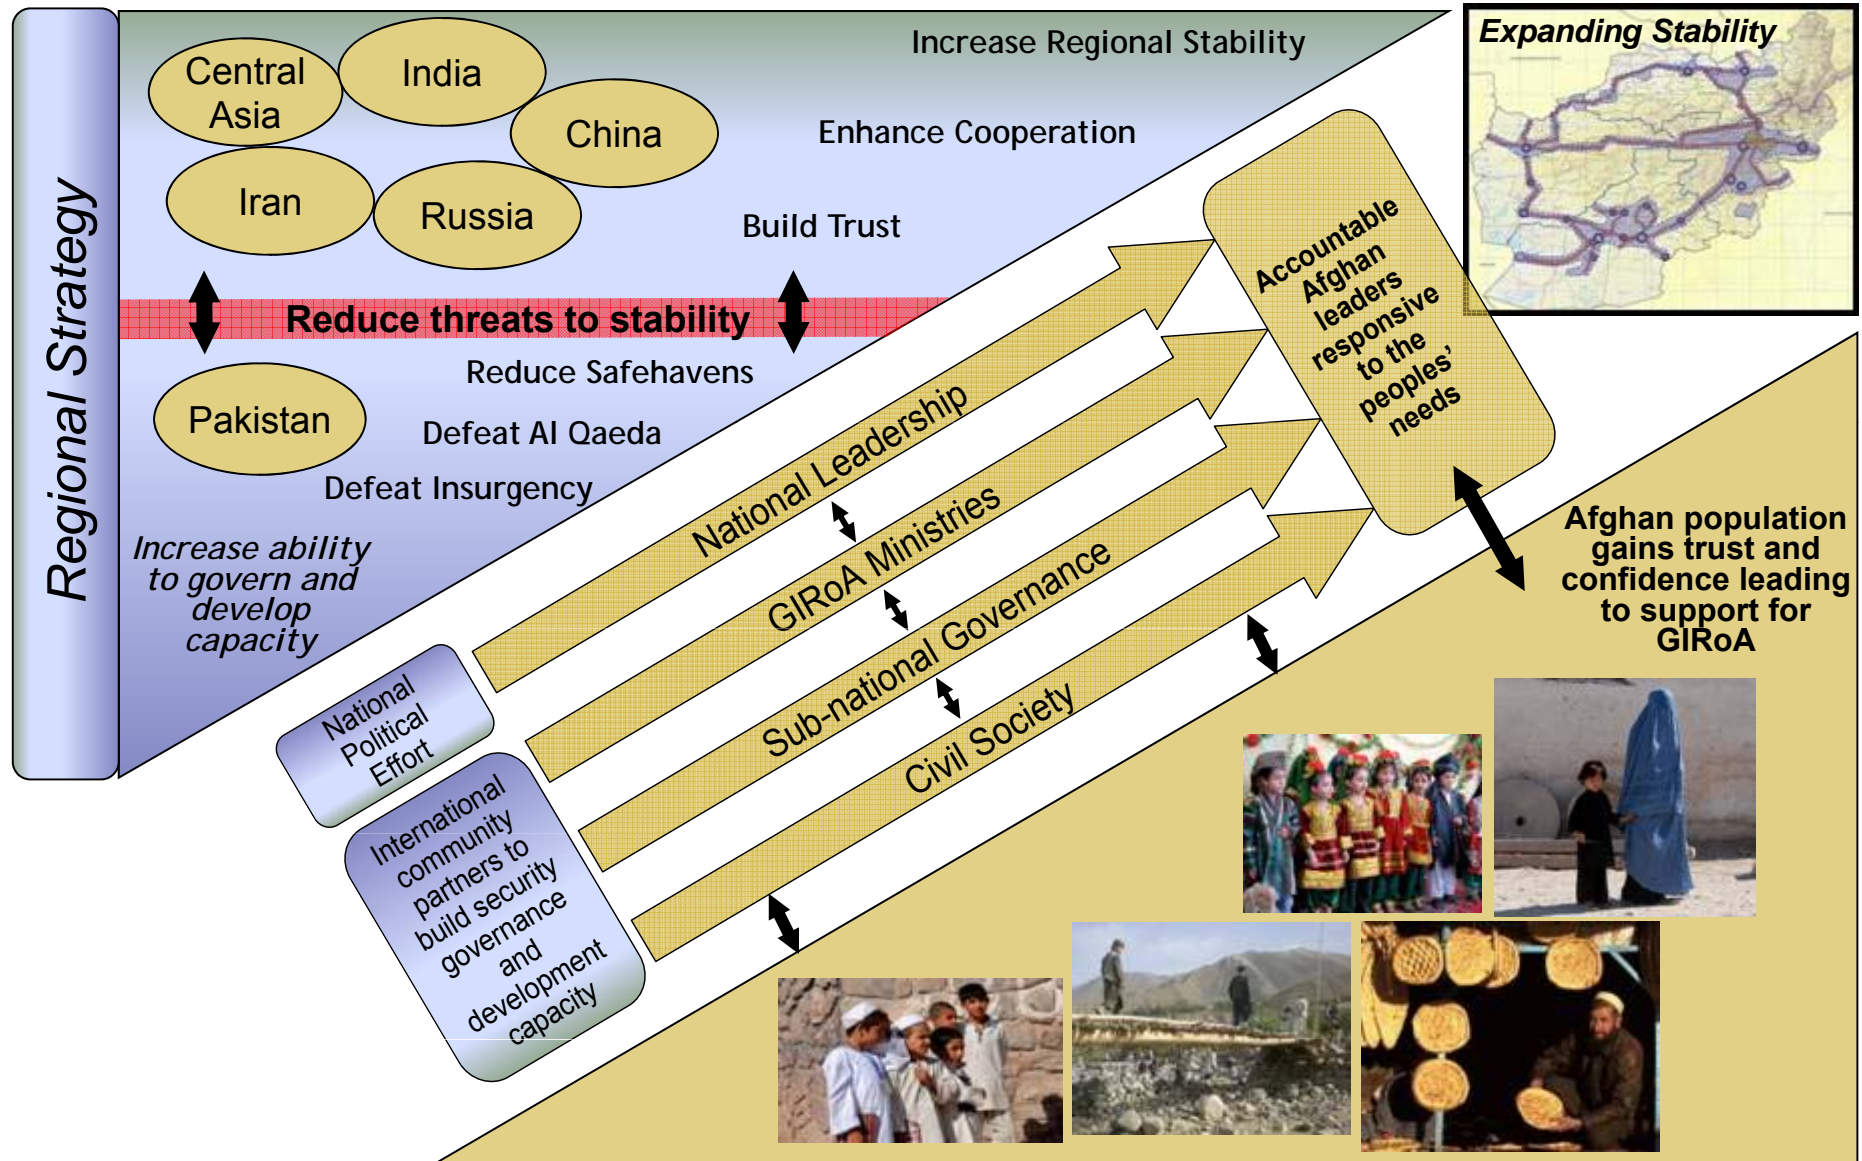 Regional Strategy
Central
Asia
India
China
Iran
Russia
Increase Regional Stability
Enhance Cooperation
Build Trust
Reduce threats to stability
Pakistan
Reduce Safehavens
Defeat Al Qaeda
Defeat Insurgency
Increase ability
to govern and
develop
capacity
National
Political
Effort
International
community
partners to
build security
governance
and
development
capacity
National Leadership
GIRoA Ministries
Sub-national Governance
Civil Society
Accountable
Afghan
leaders
responsive
to the
peoples’
needs
Expanding Stability
Afghan population
gains trust and
confidence leading
to support for
GIRoA